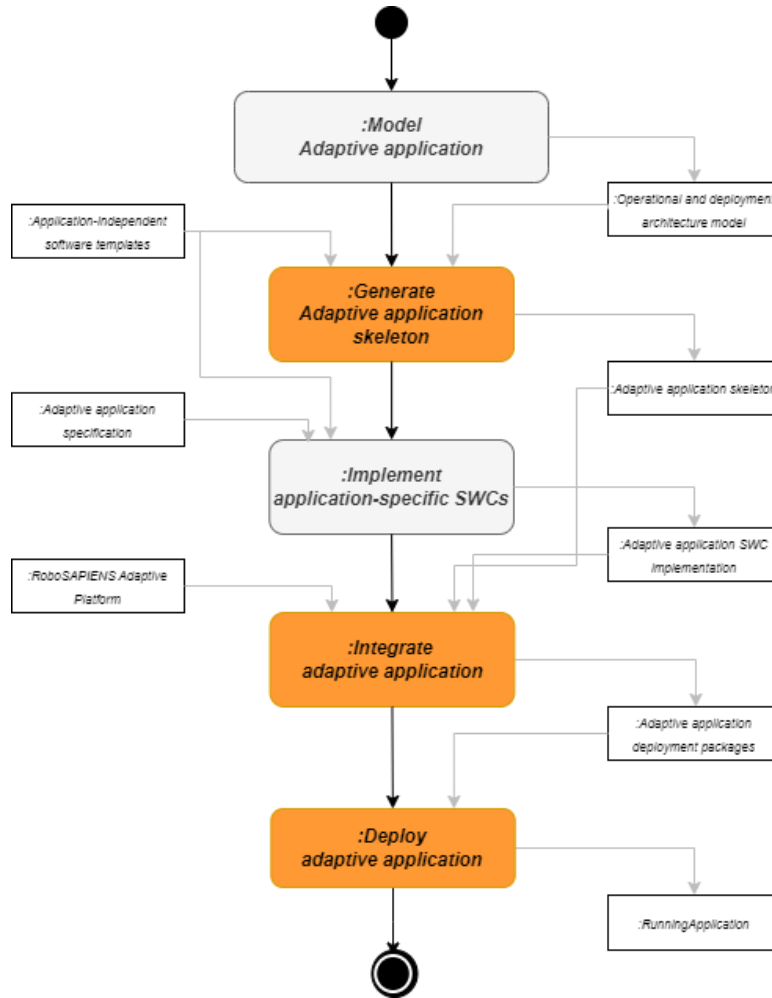 :Model
Adaptive application
:Operational and deployment
architecture model
:Application-independent
software templates
:Generate
Adaptive application
skeleton
:Adaptive application skeleton
:Adaptive application
specification
:Implement
application-specific SWCs
:Adaptive application SWC
implementation
:RoboSAPIENS Adaptive
Platform
:Integrate
adaptive application
:Adaptive application
deployment packages
:Deploy
adaptive application
:RunningApplication